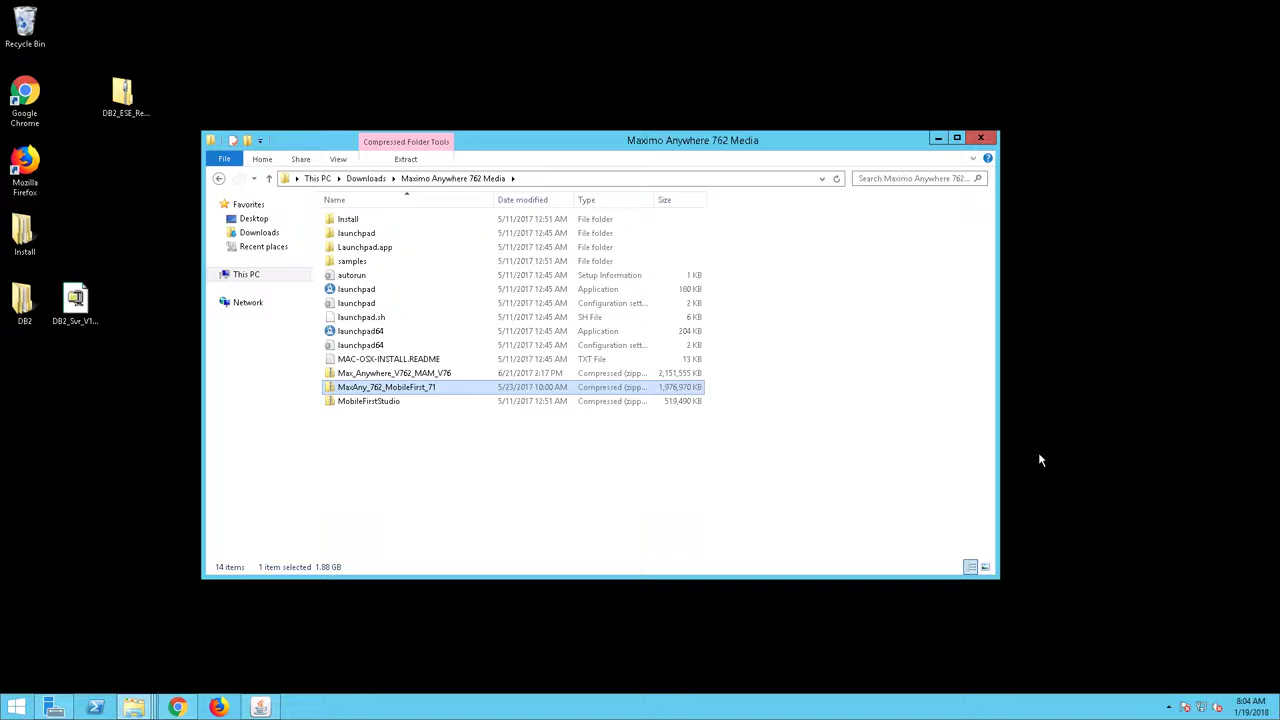 Recycle Bin
Google
Chrome
DB2_ESE_Re...
Mozilla
Firefox
Install
DB2
DB2_Svr_V1...
Compressed Folder Tools
Maximo Anywhere 762 Media
File
Home
Share
View
Extract
This PC
Downloads
Maximo Anywhere 762 Media
Search Maximo Anywhere 762...
Name
Date modified
Type
Size
Favorites
Desktop
Downloads
Recent places
This PC
Network
Install 5/11/2017 12:51 AM File folder
launchpad 5/11/2017 12:45 AM File folder
Launchpad.app 5/11/2017 12:45 AM File folder
samples 5/11/2017 12:51 AM File folder
autorun 5/11/2017 12:45 AM Setup Information 1 KB
launchpad 5/11/2017 12:45 AM Application 180 KB
launchpad 5/11/2017 12:45 AM Configuration sett... 2 KB
launchpad.sh 5/11/2017 12:45 AM SH File 6 KB
launchpad64 5/11/2017 12:45 AM Application 204 KB
launchpad64 5/11/2017 12:45 AM Configuration sett... 2 KB
MAC-OSX-INSTALL.README 5/11/2017 12:45 AM TXT File 13 KB
Max_Anywhere_V762_MAM_V76 6/21/2017 2:17 PM Compressed (zipp... 2,151,555 KB
MaxAny_762_MobileFirst_71 5/23/2017 10:00 AM Compressed (zipp... 1,976,970 KB
MobileFirstStudio 5/11/2017 12:51 AM Compressed (zipp... 519,490 KB
14 items 1 item selected 1.88 GB
8:04 AM
1/19/2018